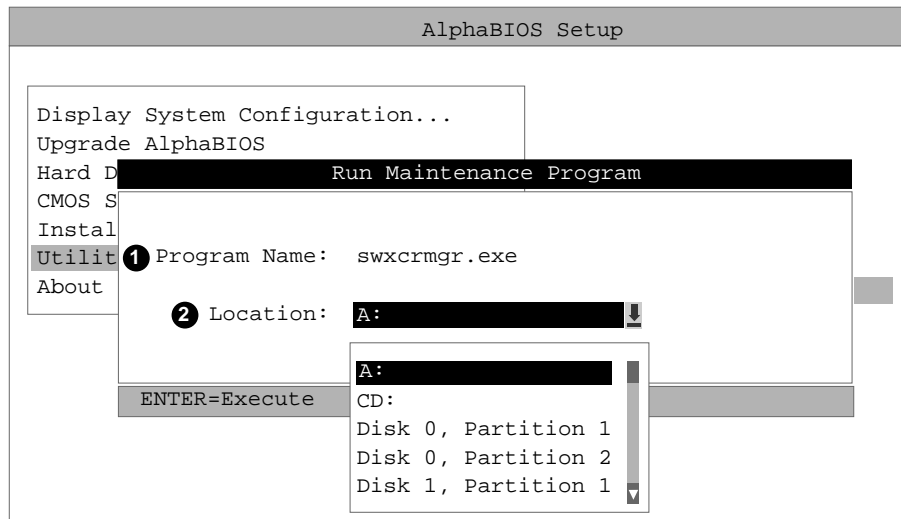 AlphaBIOS Setup
Display System Configuration...
Upgrade AlphaBIOS
Hard D
Run Maintenance Program
CMOS S
Instal
Utilit
1 Program Name: swxcrmgr.exe
About
2 Location: A:
A:
ENTER=Execute
CD:
Disk 0, Partition 1
Disk 0, Partition 2
Disk 1, Partition 1